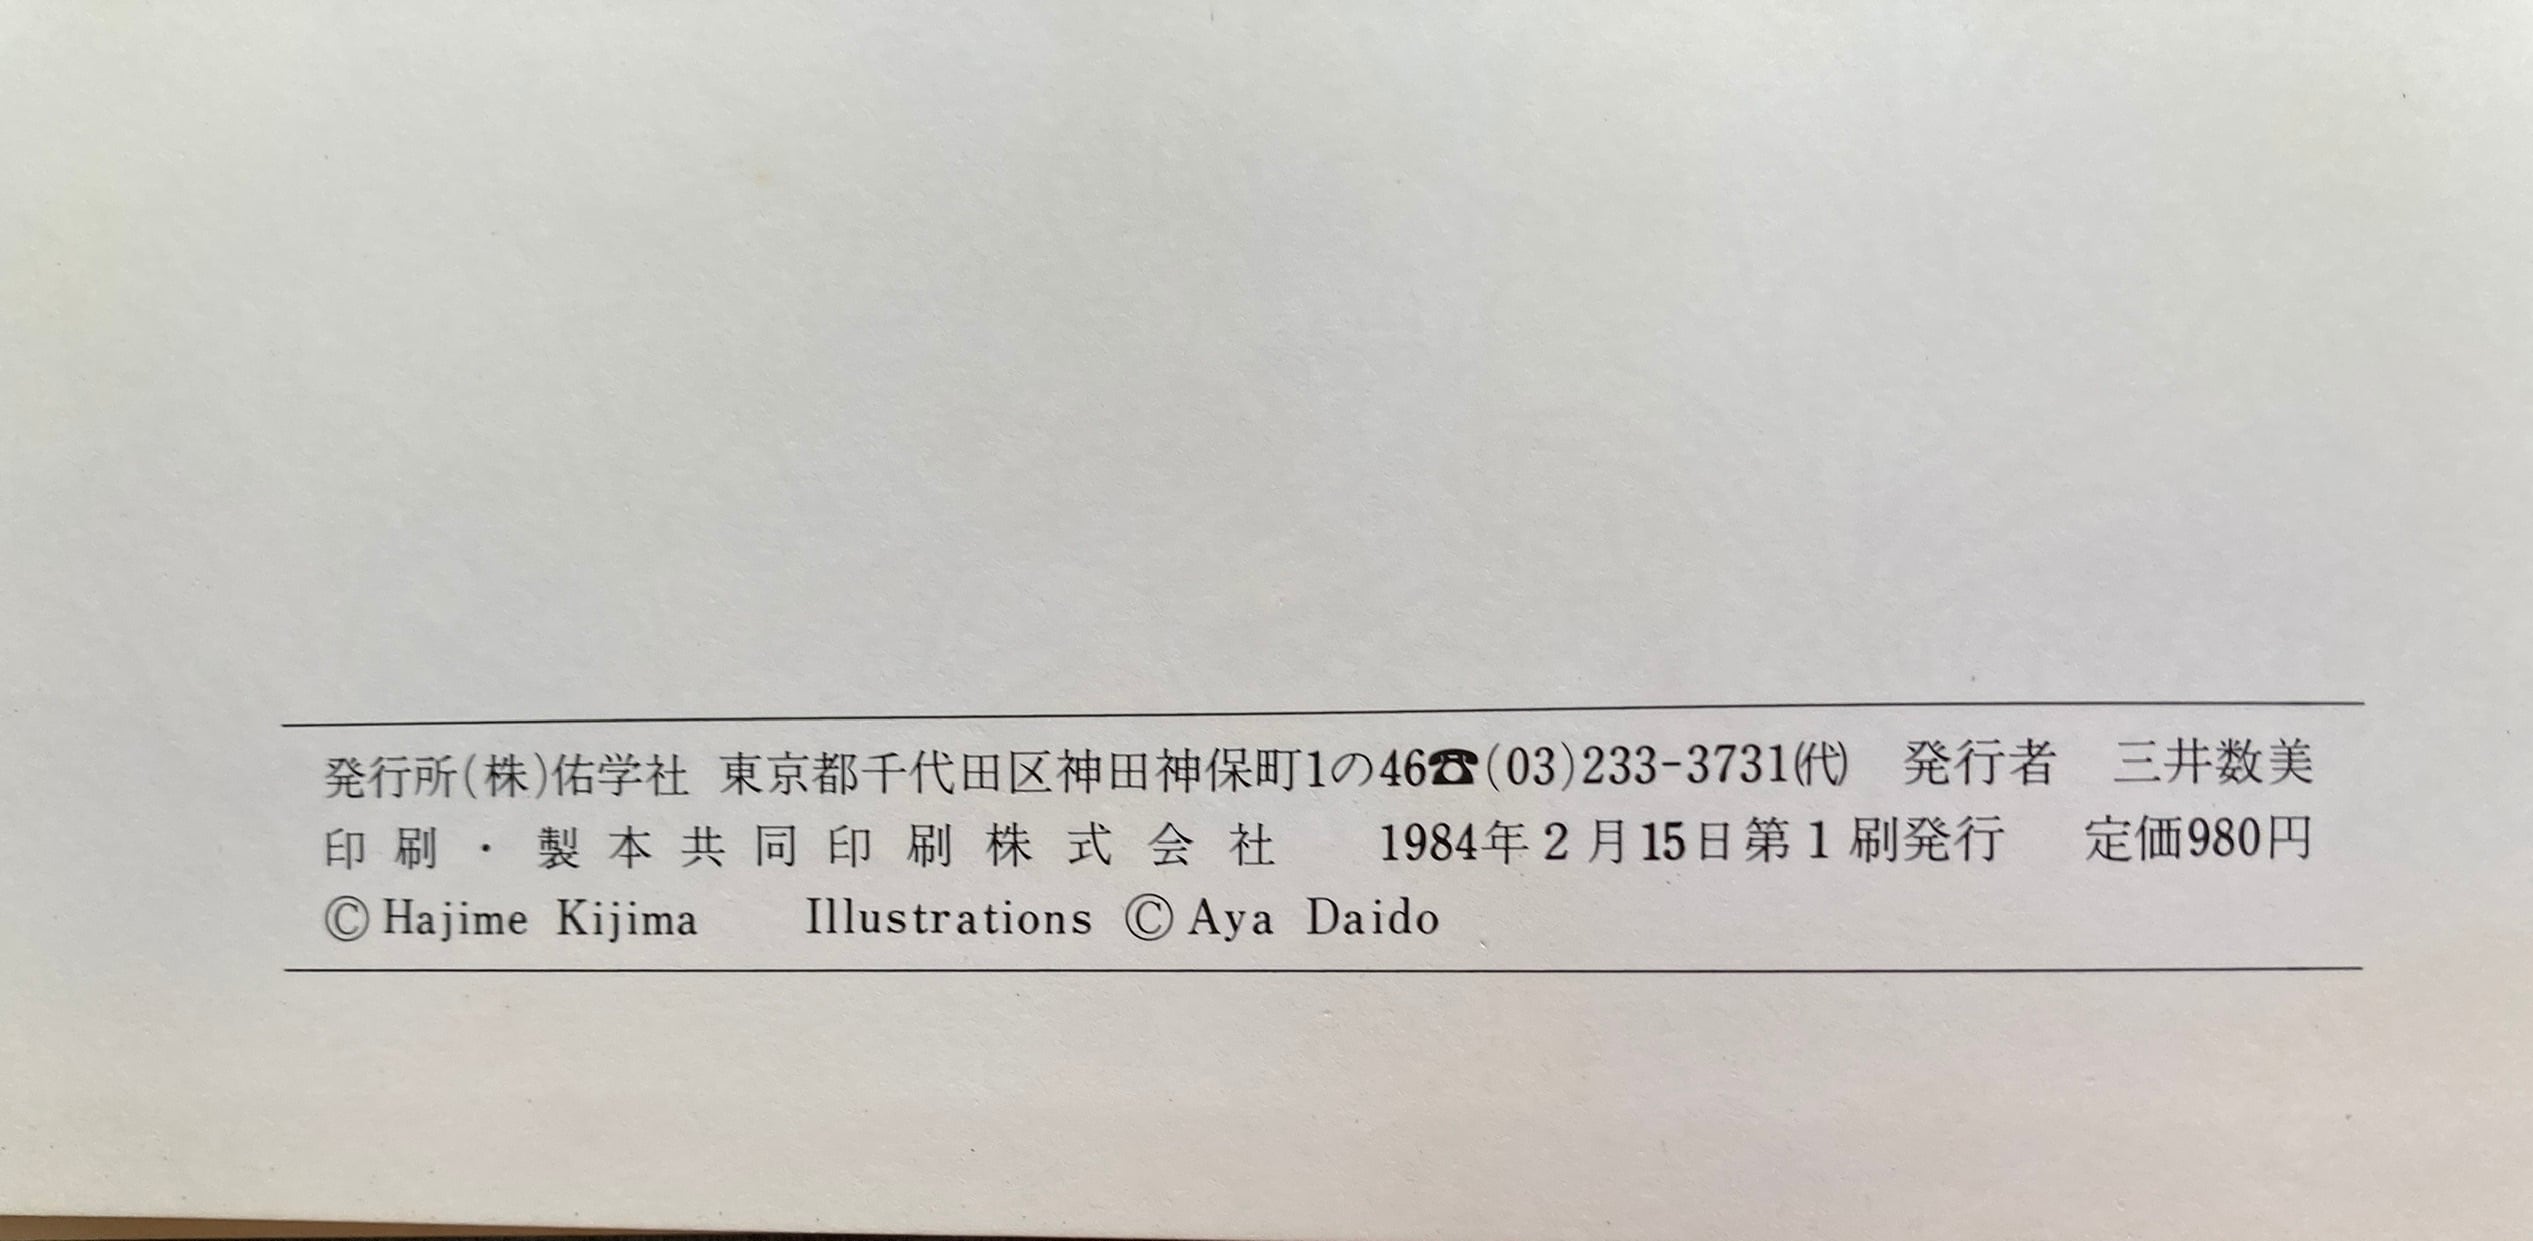 発行所(株)佑学社 東京都千代田区神田神保町1の46☎(03)233-3731㈹ 発行者 三井数美
印刷・製本共同印刷株式会社 1984年2月15日第1刷発行 定価980円
©Hajime Kijima Illustrations ©Aya Daido